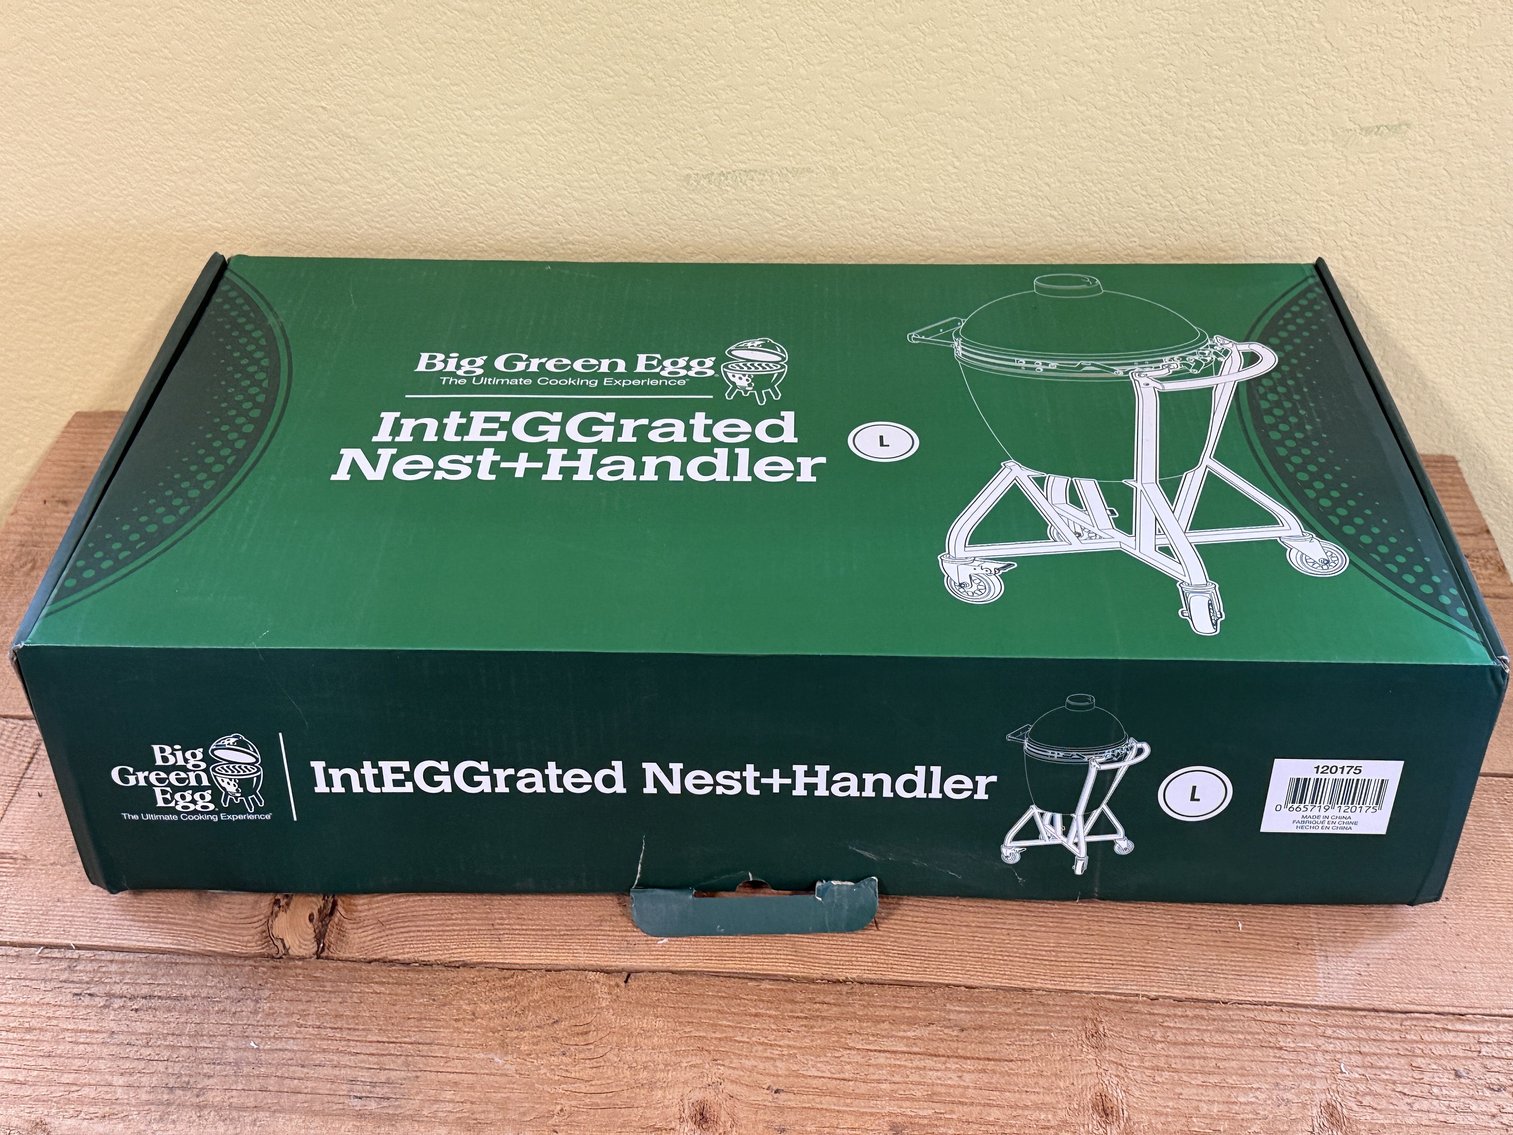 Big Green Egg
The Ultimate Cooking Experience®
IntEGGrated
Nest+Handler
L
Big
Green
Egg
The Ultimate Cooking Experience®
IntEGGrated Nest+Handler
L
120175
0 665719 120175
MADE IN CHINA
FABRIQUÉ EN CHINE
HECHO EN CHINA